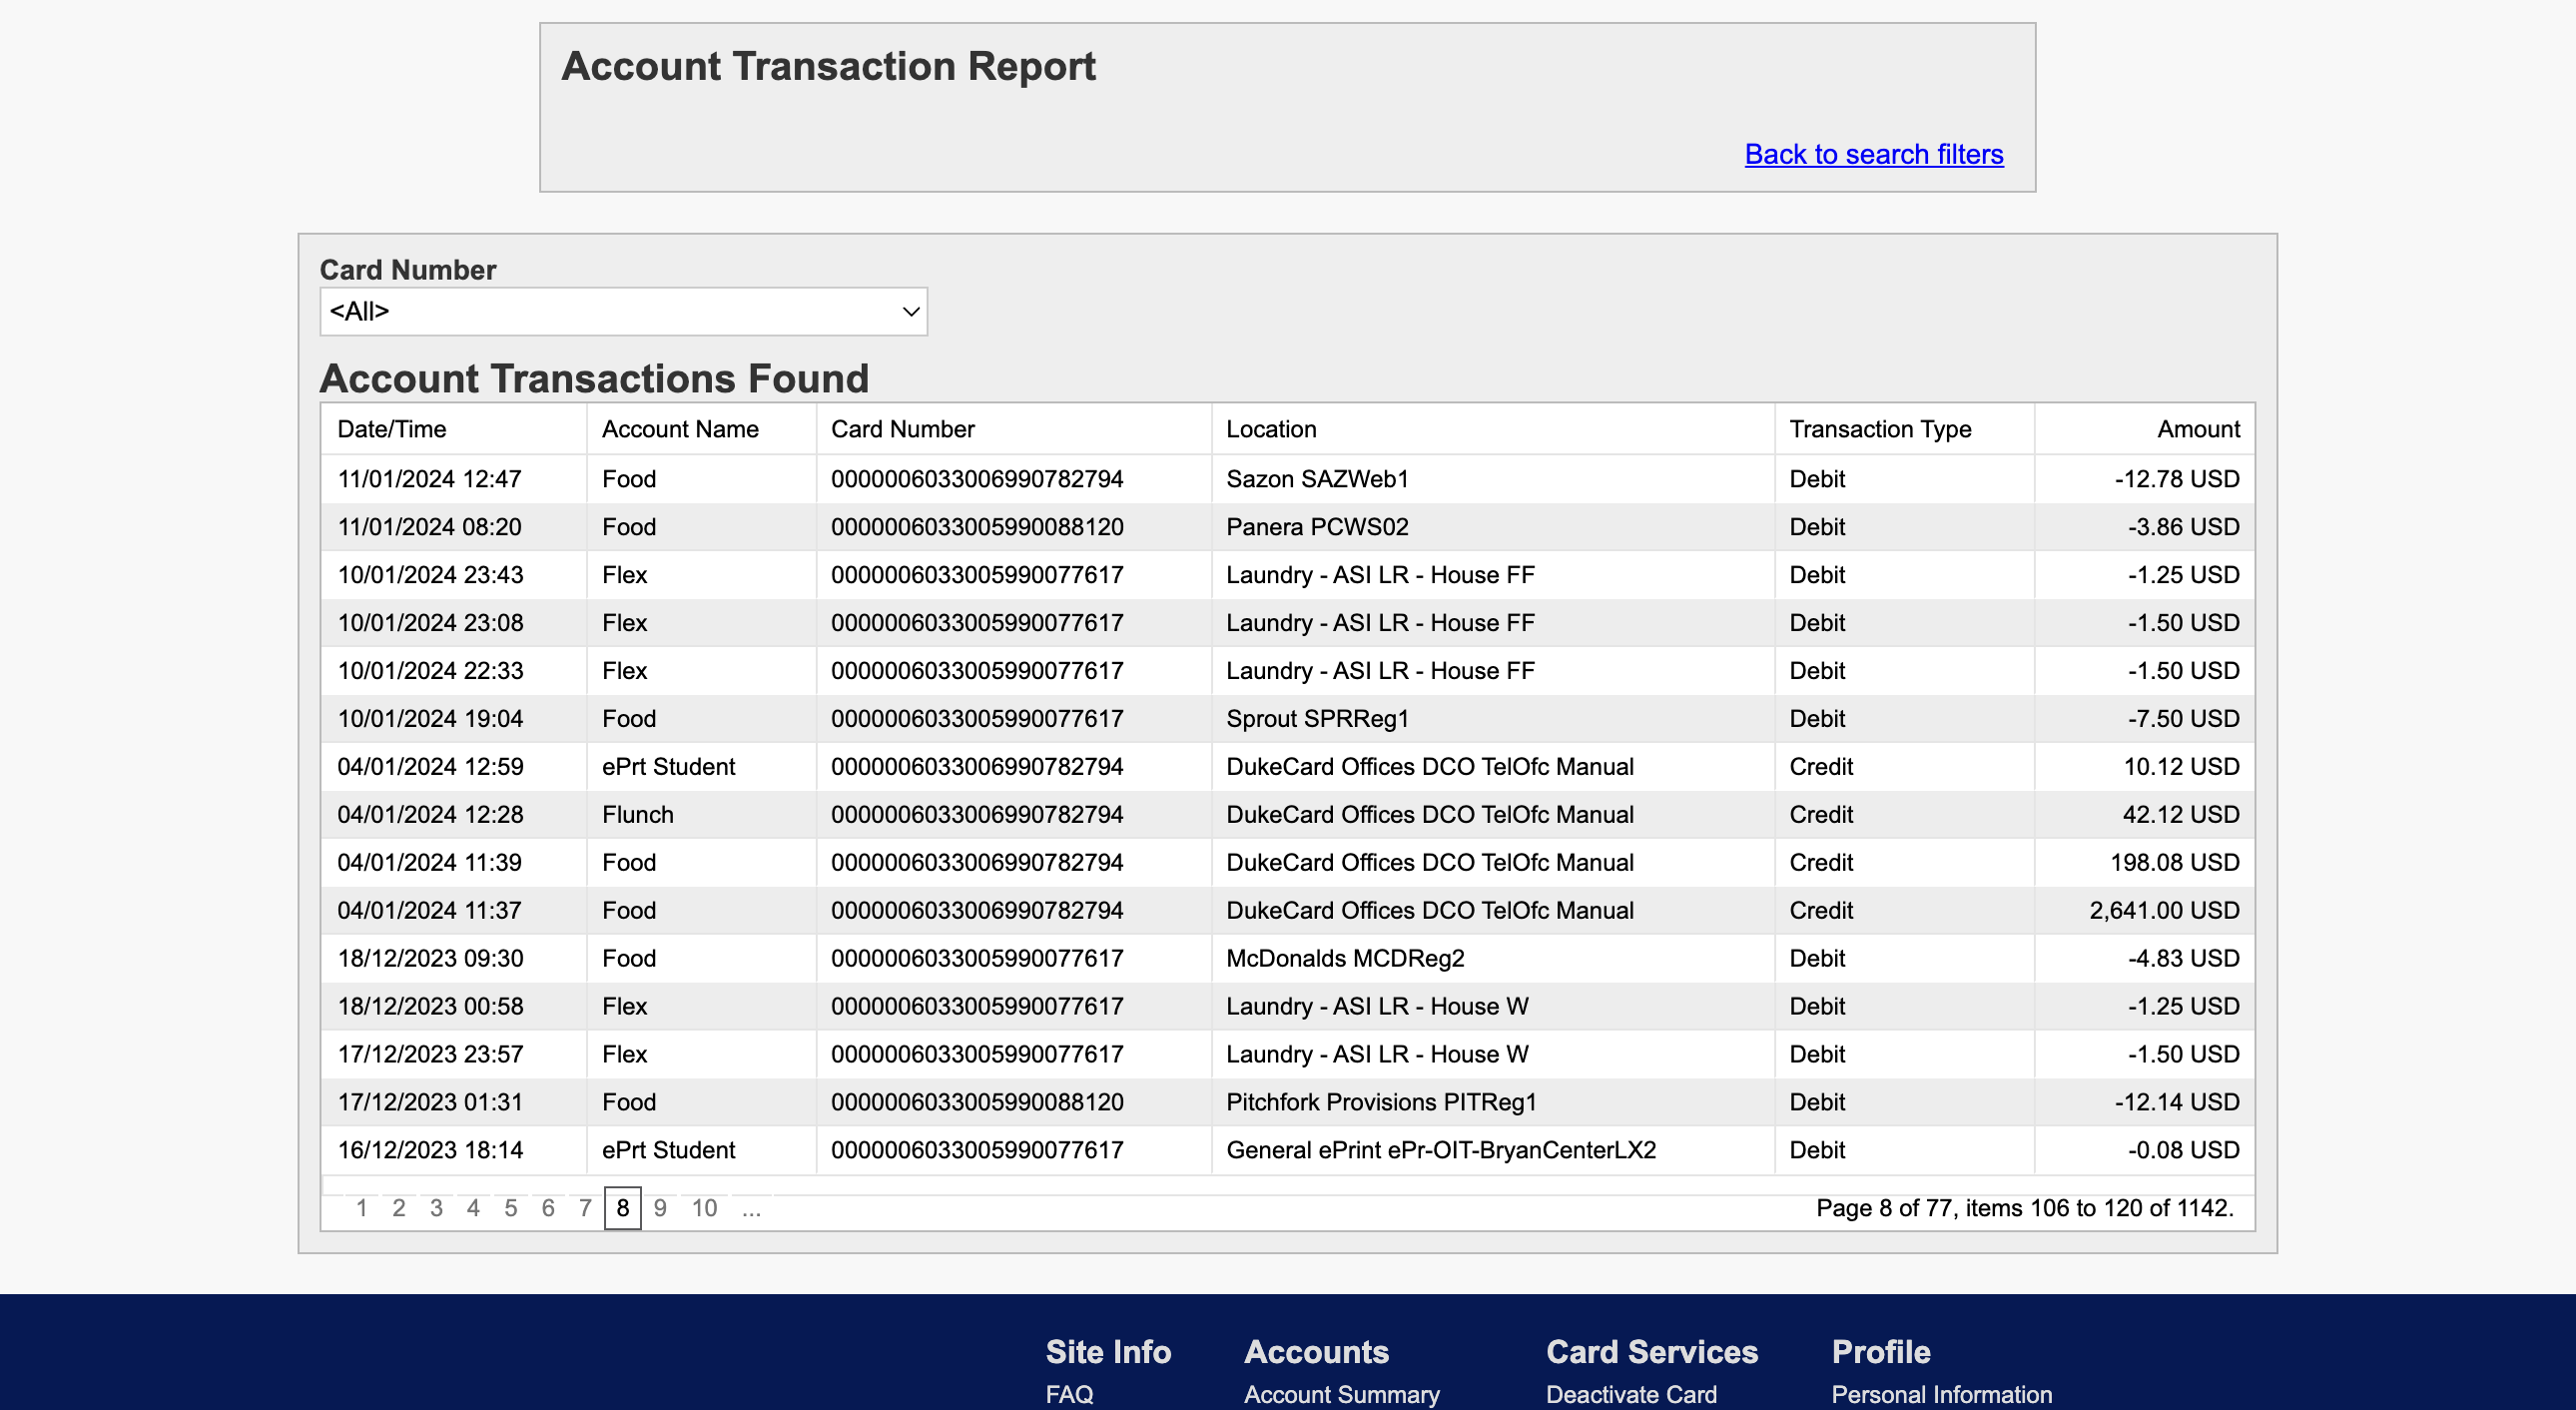 Account Transaction Report
Back to search filters
Card Number
<All>
Account Transactions Found
Date/Time Account Name Card Number Location Transaction Type Amount
11/01/2024 12:47 Food 0000006033006990782794 Sazon SAZWeb1 Debit -12.78 USD
11/01/2024 08:20 Food 0000006033005990088120 Panera PCWS02 Debit -3.86 USD
10/01/2024 23:43 Flex 0000006033005990077617 Laundry - ASI LR - House FF Debit -1.25 USD
10/01/2024 23:08 Flex 0000006033005990077617 Laundry - ASI LR - House FF Debit -1.50 USD
10/01/2024 22:33 Flex 0000006033005990077617 Laundry - ASI LR - House FF Debit -1.50 USD
10/01/2024 19:04 Food 0000006033005990077617 Sprout SPRReg1 Debit -7.50 USD
04/01/2024 12:59 ePrt Student 0000006033006990782794 DukeCard Offices DCO TelOfc Manual Credit 10.12 USD
04/01/2024 12:28 Flunch 0000006033006990782794 DukeCard Offices DCO TelOfc Manual Credit 42.12 USD
04/01/2024 11:39 Food 0000006033006990782794 DukeCard Offices DCO TelOfc Manual Credit 198.08 USD
04/01/2024 11:37 Food 0000006033006990782794 DukeCard Offices DCO TelOfc Manual Credit 2,641.00 USD
18/12/2023 09:30 Food 0000006033005990077617 McDonalds MCDReg2 Debit -4.83 USD
18/12/2023 00:58 Flex 0000006033005990077617 Laundry - ASI LR - House W Debit -1.25 USD
17/12/2023 23:57 Flex 0000006033005990077617 Laundry - ASI LR - House W Debit -1.50 USD
17/12/2023 01:31 Food 0000006033005990088120 Pitchfork Provisions PITReg1 Debit -12.14 USD
16/12/2023 18:14 ePrt Student 0000006033005990077617 General ePrint ePr-OIT-BryanCenterLX2 Debit -0.08 USD
1 2 3 4 5 6 7 8 9 10 ... Page 8 of 77, items 106 to 120 of 1142.
Site Info Accounts Card Services Profile
FAQ Account Summary Deactivate Card Personal Information